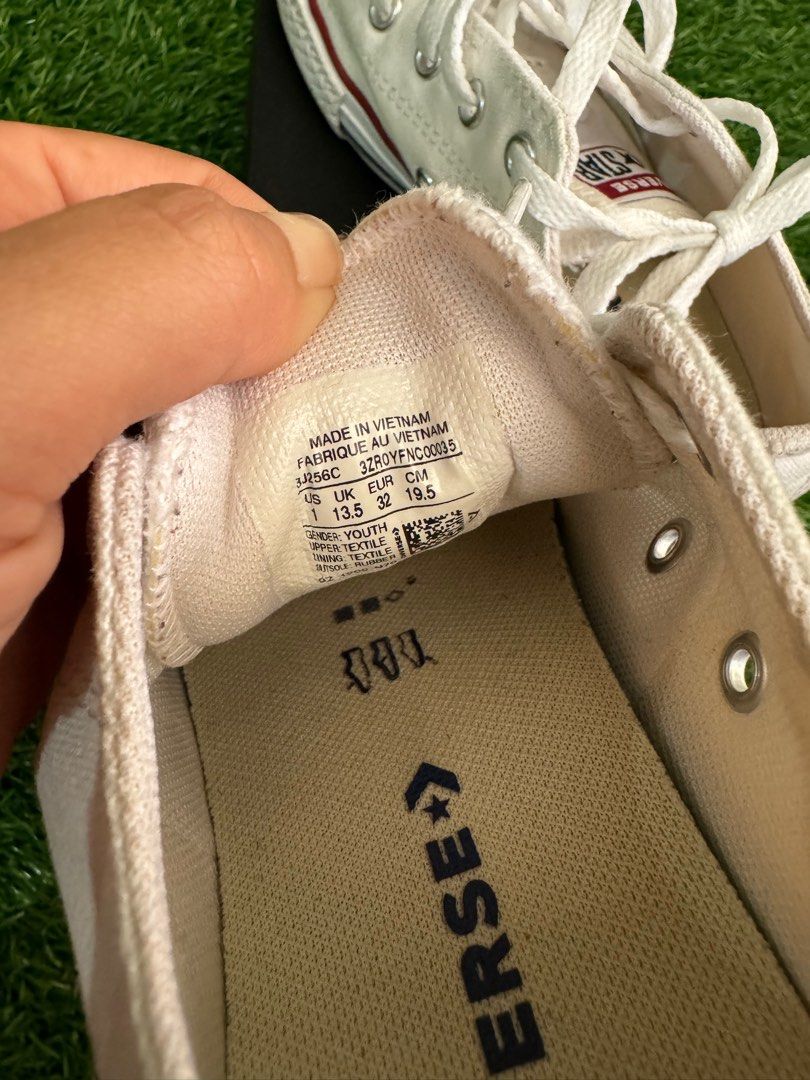 MADE IN VIETNAM
FABRIQUE AU VIETNAM
3J256C 3ZR0YFNC00035
US UK EUR CM
1 13.5 32 19.5
GENDER: YOUTH
UPPER: TEXTILE
LINING: TEXTILE
OUTSOLE: RUBBER
ERSE
STAR